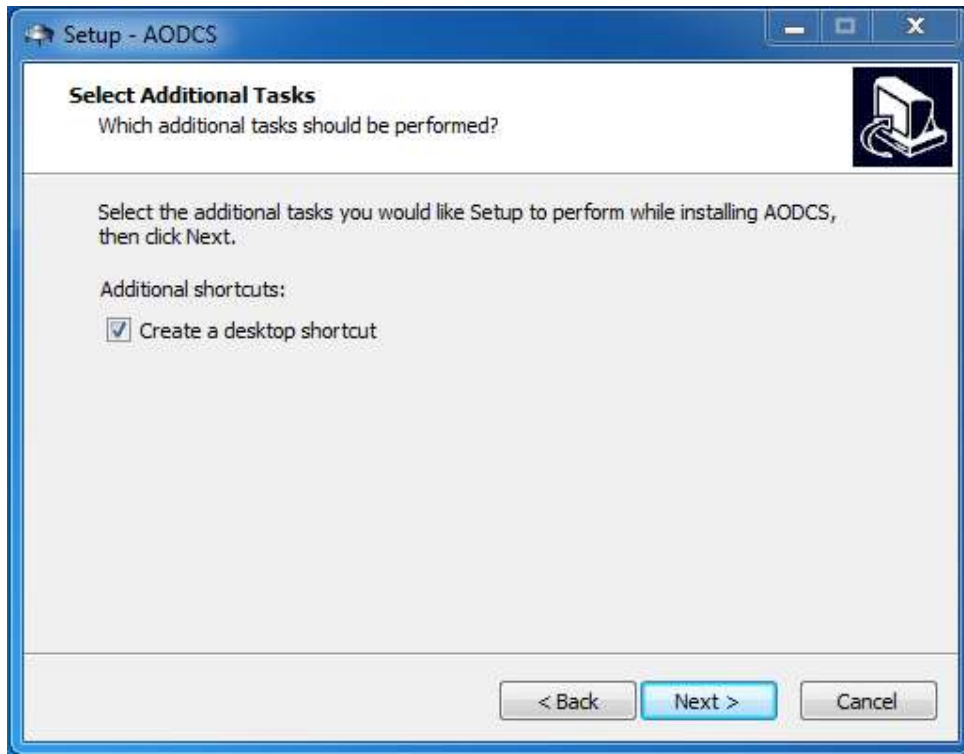 Setup - AODCS
Select Additional Tasks
Which additional tasks should be performed?
Select the additional tasks you would like Setup to perform while installing AODCS,
then click Next.
Additional shortcuts:
Create a desktop shortcut
< Back
Next >
Cancel